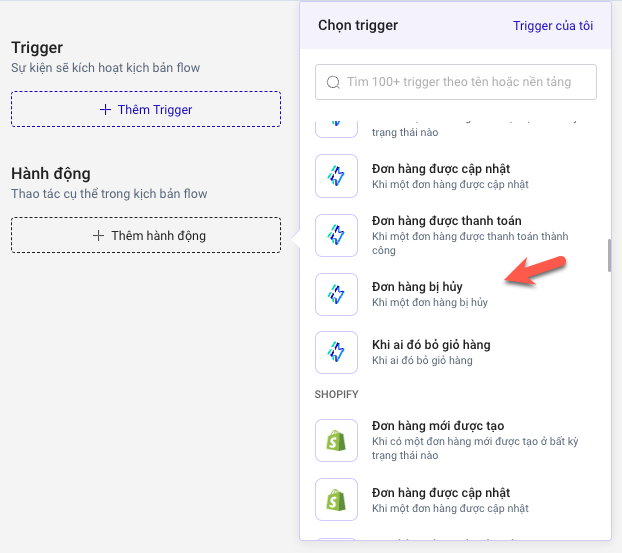 Trigger
Sự kiện sẽ kích hoạt kịch bản flow
Thêm Trigger
Hành động
Thao tác cụ thể trong kịch bản flow
Thêm hành động
Chọn trigger
Trigger của tôi
Tìm 100+ trigger theo tên hoặc nền tảng
trạng thái nào
Đơn hàng được cập nhật
Khi một đơn hàng được cập nhật
Đơn hàng được thanh toán
Khi một đơn hàng được thanh toán thành
công
Đơn hàng bị hủy
Khi một đơn hàng bị hủy
Khi ai đó bỏ giỏ hàng
Khi ai đó bỏ giỏ hàng
SHOPIFY
Đơn hàng mới được tạo
Khi có một đơn hàng mới được tạo ở bất kỳ
trạng thái nào
Đơn hàng được cập nhật
Khi một đơn hàng được cập nhật